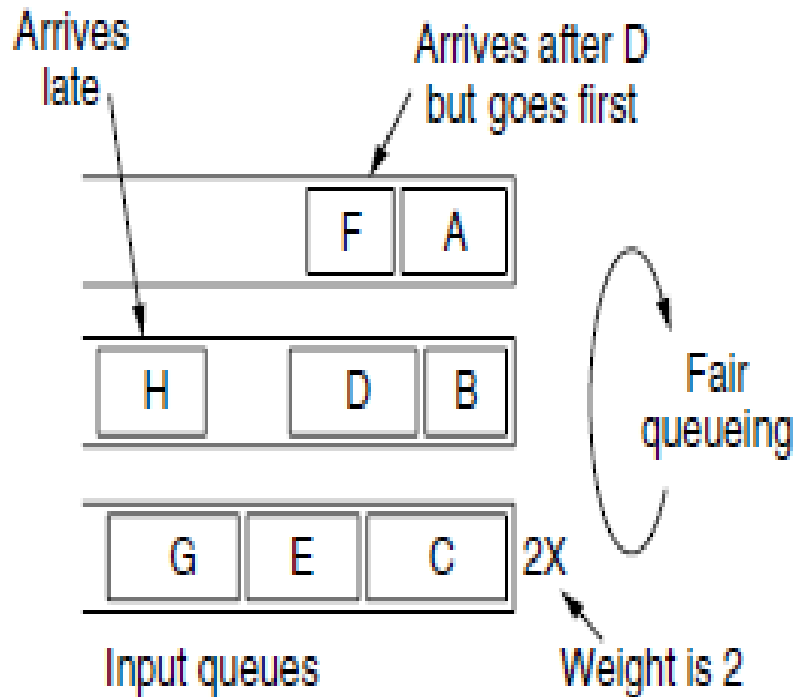 Arrives
late
Arrives after D
but goes first
F A
H D B
Fair
queueing
G E C 2X
Input queues
Weight is 2